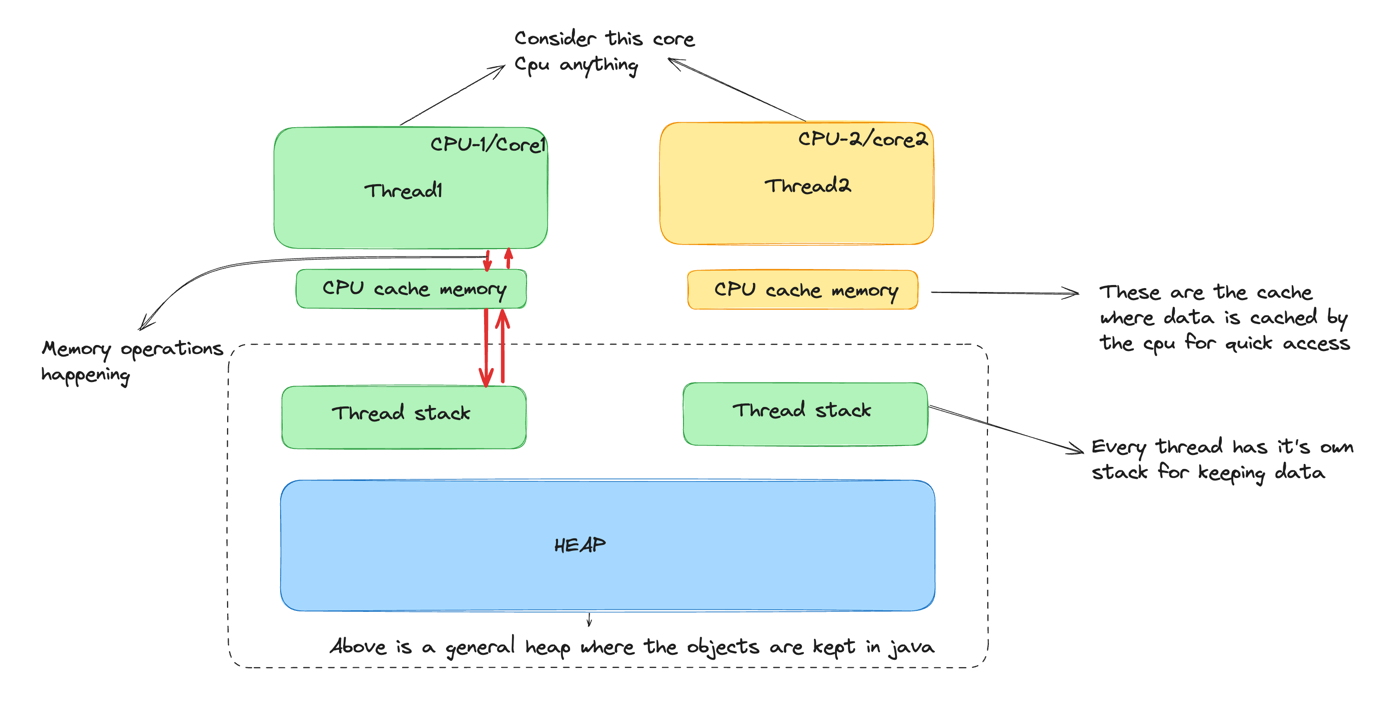 Consider this core
Cpu anything
CPU-1/Core1
Thread1
CPU-2/core2
Thread2
CPU cache memory
CPU cache memory
These are the cache
where data is cached by
the cpu for quick access
Memory operations
happening
Thread stack
Thread stack
Every thread has it's own
stack for keeping data
HEAP
Above is a general heap where the objects are kept in java